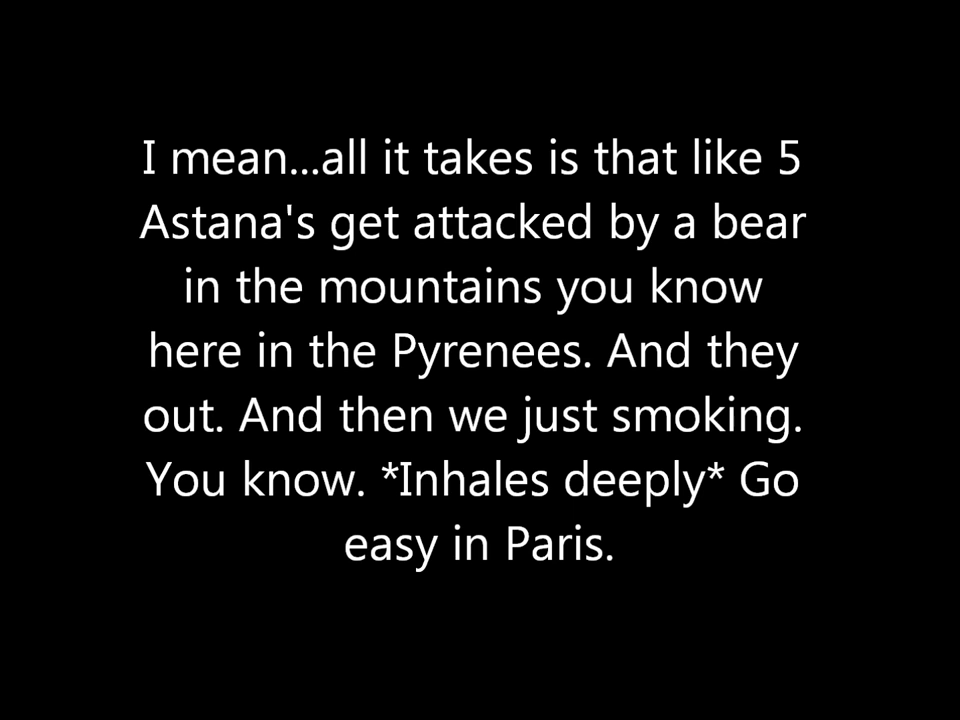 I mean...all it takes is that like 5
Astana's get attacked by a bear
in the mountains you know
here in the Pyrenees. And they
out. And then we just smoking.
You know. *Inhales deeply* Go
easy in Paris.